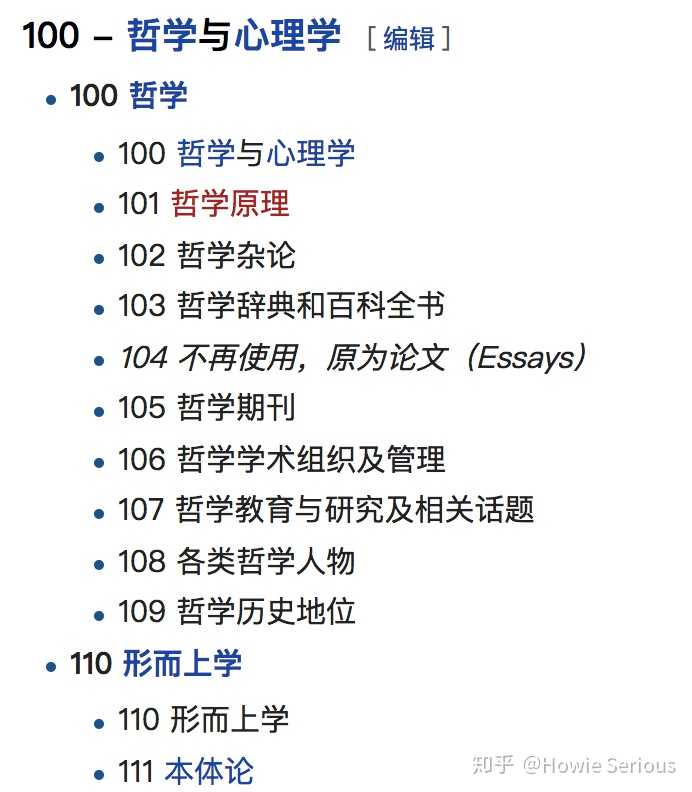 100 – 哲学与心理学 [编辑]
100 哲学
100 哲学与心理学
101 哲学原理
102 哲学杂论
103 哲学辞典和百科全书
104 不再使用，原为论文（Essays）
105 哲学期刊
106 哲学学术组织及管理
107 哲学教育与研究及相关话题
108 各类哲学人物
109 哲学历史地位
110 形而上学
110 形而上学
111 本体论
知乎 @Howie Serious